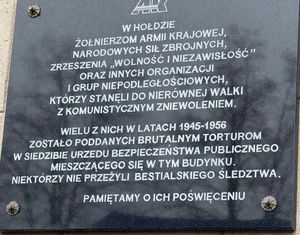 W HOŁDZIE
ŻOŁNIERZOM ARMII KRAJOWEJ,
NARODOWYCH SIŁ ZBROJNYCH,
ZRZESZENIA „WOLNOŚĆ I NIEZAWISŁOŚĆ”
ORAZ INNYCH ORGANIZACJI
I GRUP NIEPODLEGŁOŚCIOWYCH,
KTÓRZY STANĘLI DO NIERÓWNEJ WALKI
Z KOMUNISTYCZNYM ZNIEWOLENIEM.
WIELU Z NICH W LATACH 1945-1956
ZOSTAŁO PODDANYCH BRUTALNYM TORTUROM
W SIEDZIBIE URZĘDU BEZPIECZEŃSTWA PUBLICZNEGO
MIESZCZĄCEGO SIĘ W TYM BUDYNKU.
NIEKTÓRZY NIE PRZEŻYLI BESTIALSKIEGO ŚLEDZTWA.
PAMIĘTAMY O ICH POŚWIĘCENIU